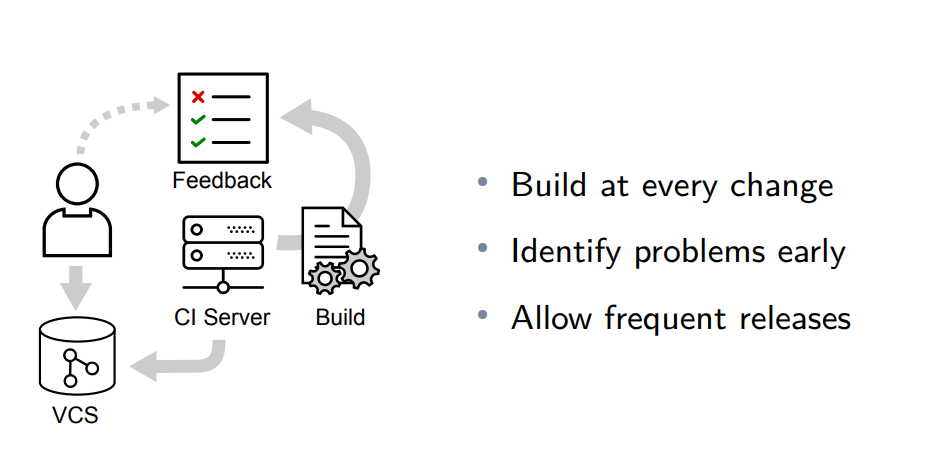 Feedback
CI Server
Build
VCS
• Build at every change
• Identify problems early
• Allow frequent releases